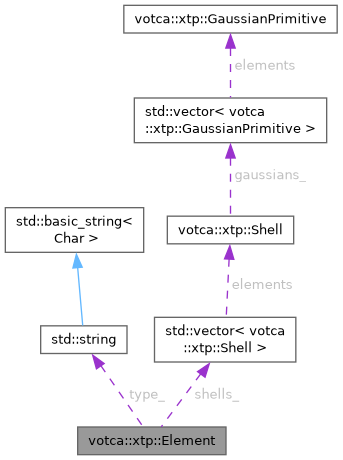 votca::xtp::GaussianPrimitive
elements
std::vector< votca
::xtp::GaussianPrimitive >
gaussians_
std::basic_string<
Char >
votca::xtp::Shell
elements
std::string
std::vector< votca
::xtp::Shell >
type_
shells_
votca::xtp::Element